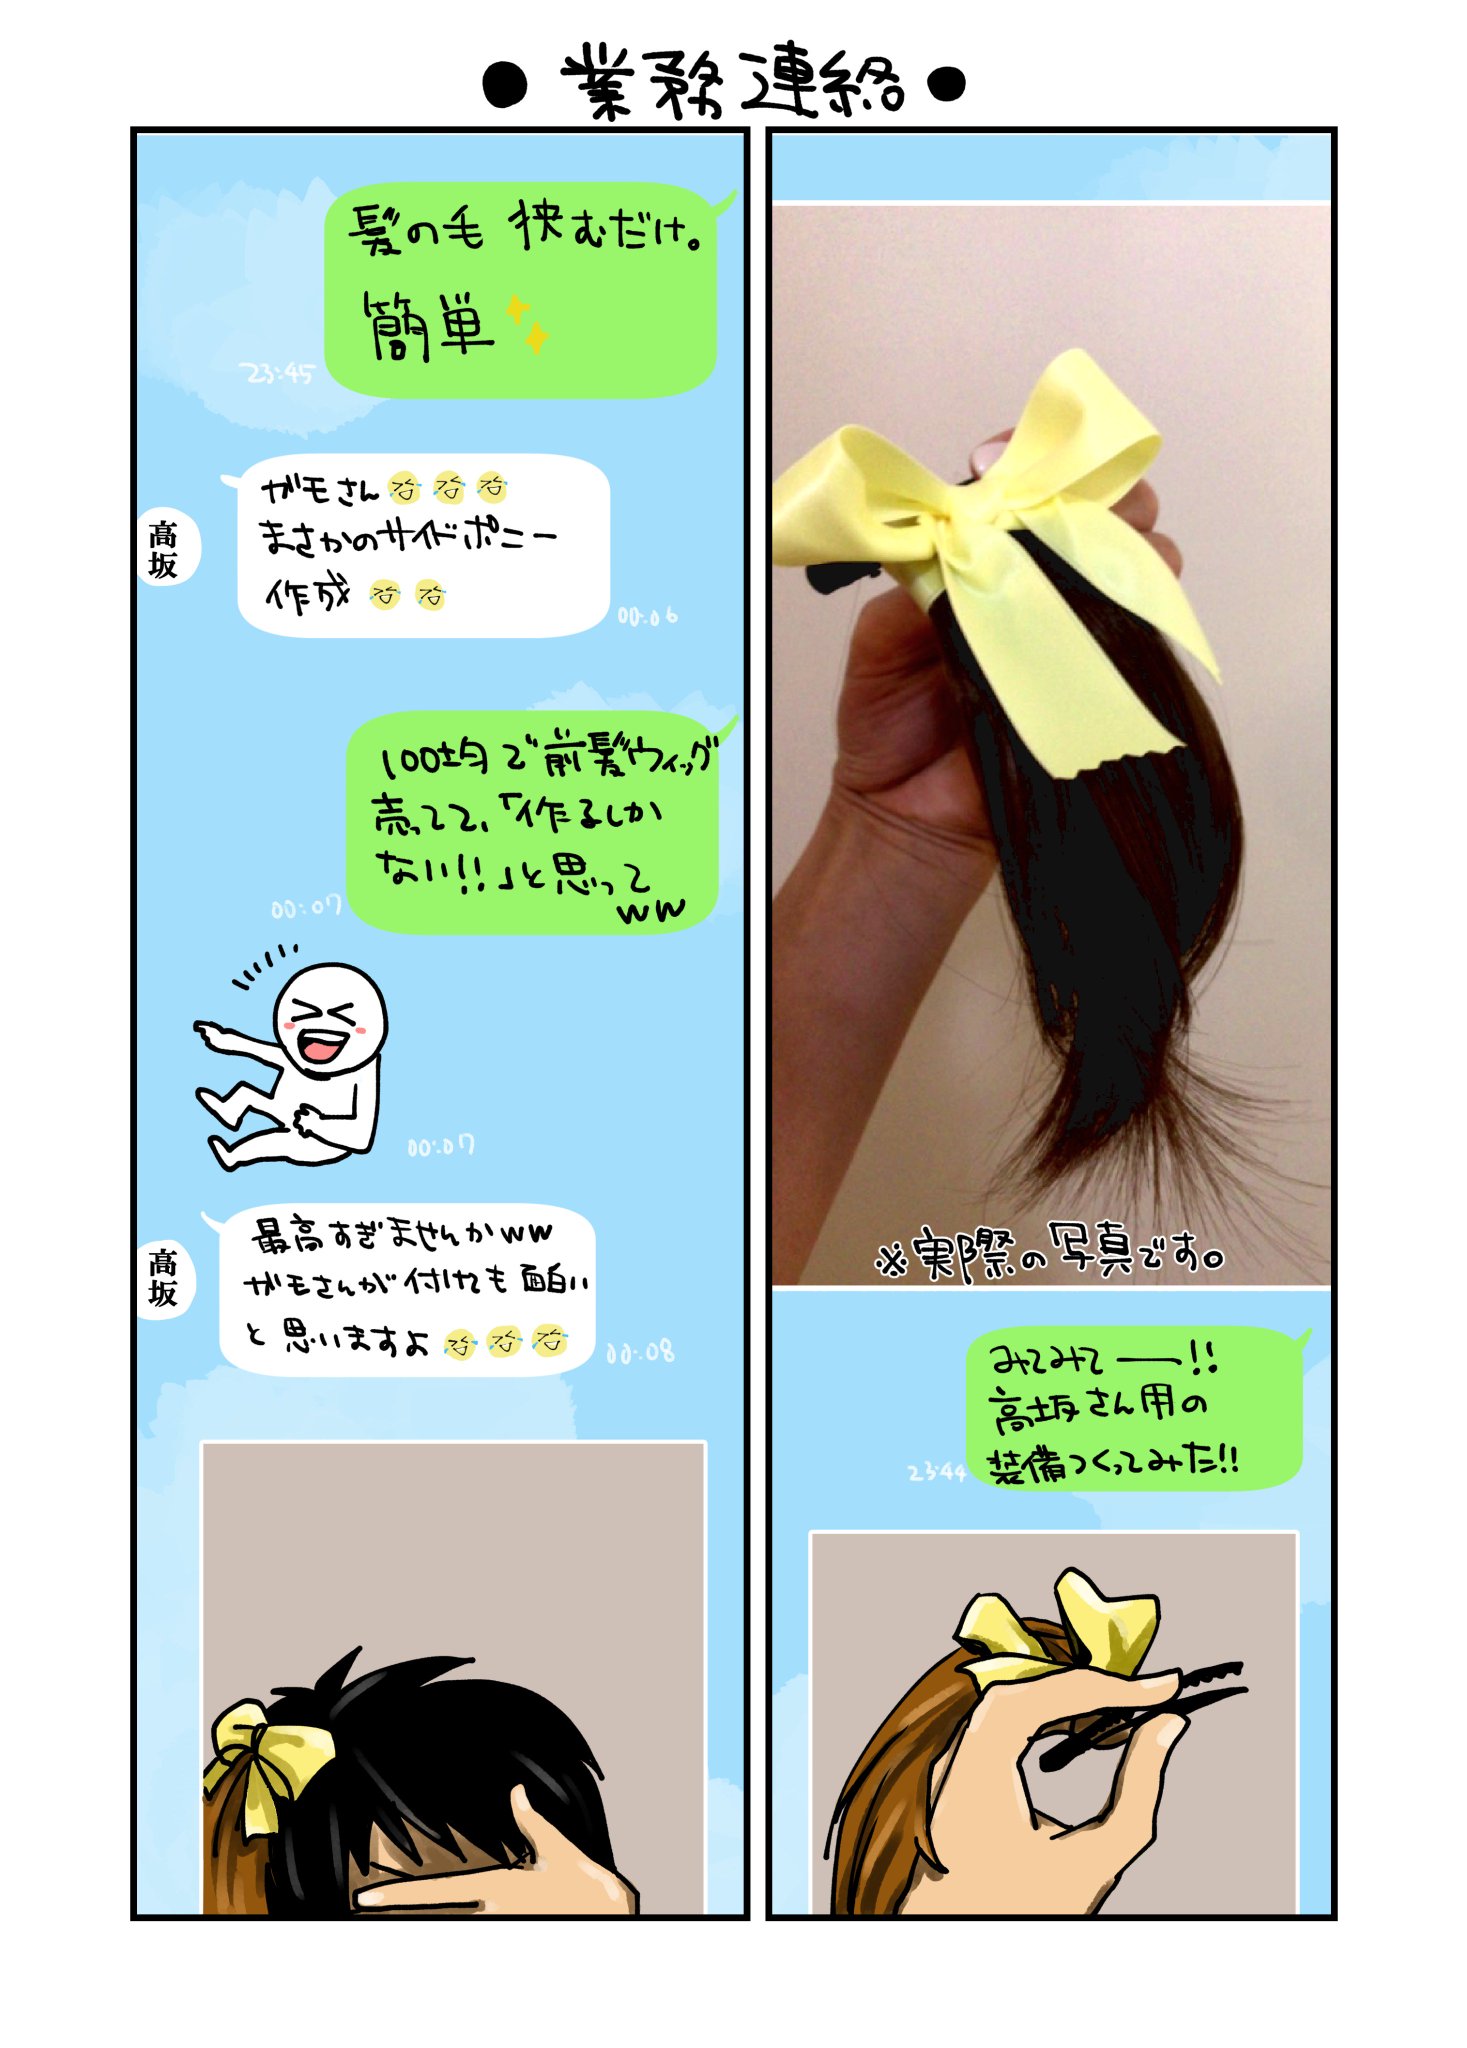 ●業務連絡●
※実際の写真です。
みてみてー!!
高坂さん用の
装備つくってみた!!
23:44
髪の毛 挟むだけ。
簡単
23:45
高坂
ガモさん
まさかのサイドポニー
作成
00:06
100均で前髪ウィッグ
売ってて、「作るしか
ない!!」と思って
ww
00:07
00:07
高坂
最高すぎませんかww
ガモさんが付けても面白い
と思いますよ
00:08